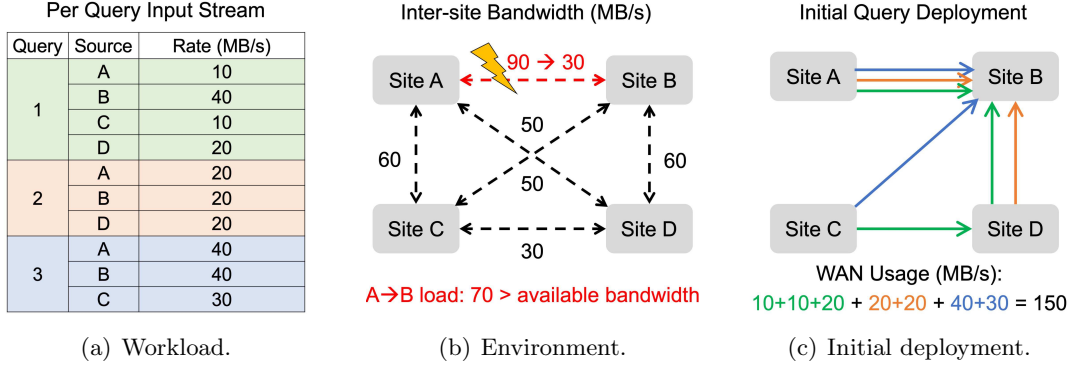 Per Query Input Stream
Query Source Rate (MB/s)
1
A 10
B 40
C 10
D 20
2
A 20
B 20
D 20
3
A 40
B 40
C 30
(a) Workload.
Inter-site Bandwidth (MB/s)
90 → 30
Site A
Site B
50
60
60
50
Site C
Site D
30
A→B load: 70 > available bandwidth
(b) Environment.
Initial Query Deployment
Site A
Site B
Site C
Site D
WAN Usage (MB/s):
10+10+20 + 20+20 + 40+30 = 150
(c) Initial deployment.